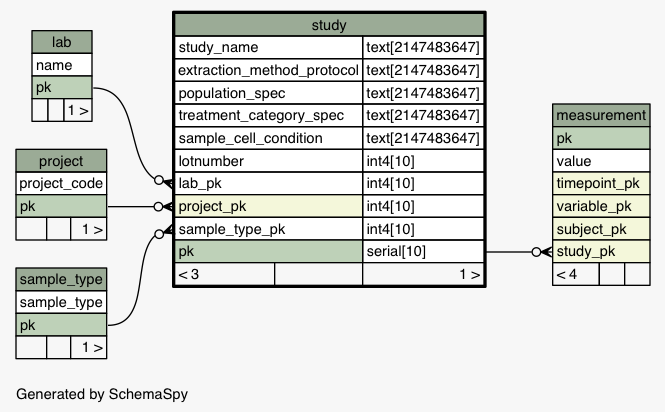 lab
name
pk
1 >
project
project_code
pk
1 >
sample_type
sample_type
pk
1 >
study
study_name text[2147483647]
extraction_method_protocol text[2147483647]
population_spec text[2147483647]
treatment_category_spec text[2147483647]
sample_cell_condition text[2147483647]
lotnumber int4[10]
lab_pk int4[10]
project_pk int4[10]
sample_type_pk int4[10]
pk serial[10]
< 3 1 >
measurement
pk
value
timepoint_pk
variable_pk
subject_pk
study_pk
< 4
Generated by SchemaSpy